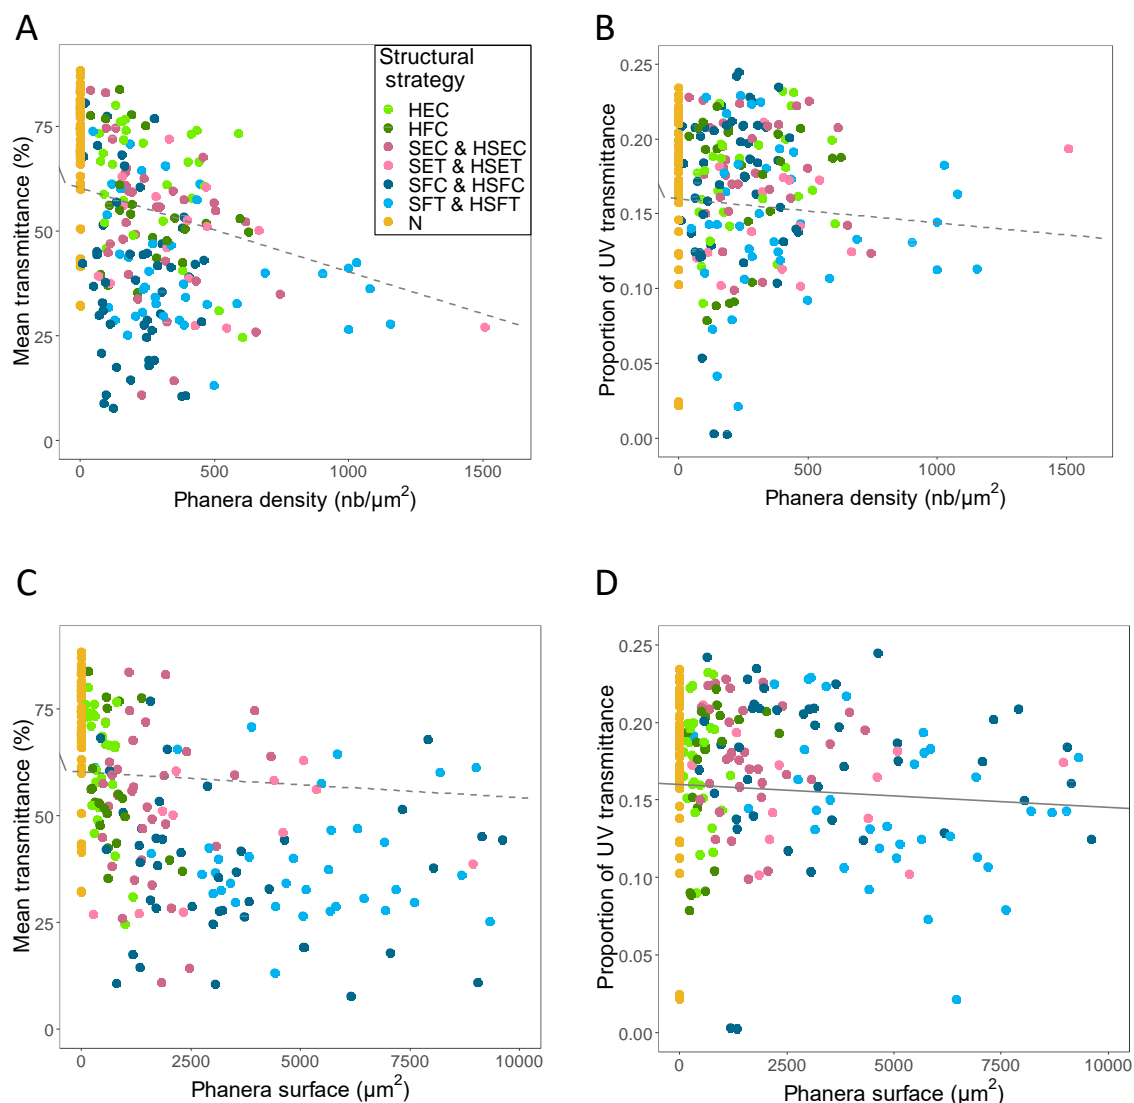 A
Structural
strategy
HEC
HFC
SEC & HSEC
SET & HSET
SFC & HSFC
SFT & HSFT
N
Mean transmittance (%)
75
50
25
0
0 500 1000 1500
Phanera density (nb/µm²)
B
Proportion of UV transmittance
0.25
0.20
0.15
0.10
0.05
0.00
0 500 1000 1500
Phanera density (nb/µm²)
C
Mean transmittance (%)
75
50
25
0
0 2500 5000 7500 10000
Phanera surface (µm²)
D
Proportion of UV transmittance
0.25
0.20
0.15
0.10
0.05
0.00
0 2500 5000 7500 10000
Phanera surface (µm²)